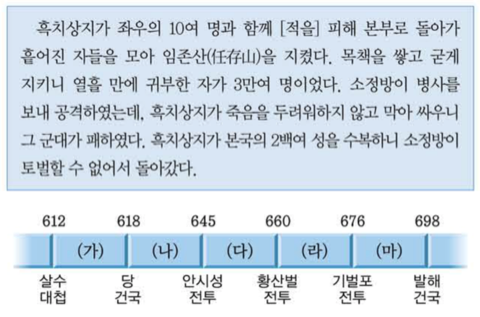 흑치상지가 좌우의 10여 명과 함께 [적을] 피해 본부로 돌아가
흩어진 자들을 모아 임존산(任存山)을 지켰다. 목책을 쌓고 굳게
지키니 열흘 만에 귀부한 자가 3만여 명이었다. 소정방이 병사를
보내 공격하였는데, 흑치상지가 죽음을 두려워하지 않고 막아 싸우니
그 군대가 패하였다. 흑치상지가 본국의 2백여 성을 수복하니 소정방이
토벌할 수 없어서 돌아갔다.
612 618 645 660 676 698
(가) (나) (다) (라) (마)
살수 당 안시성 황산벌 기벌포 발해
대첩 건국 전투 전투 전투 건국